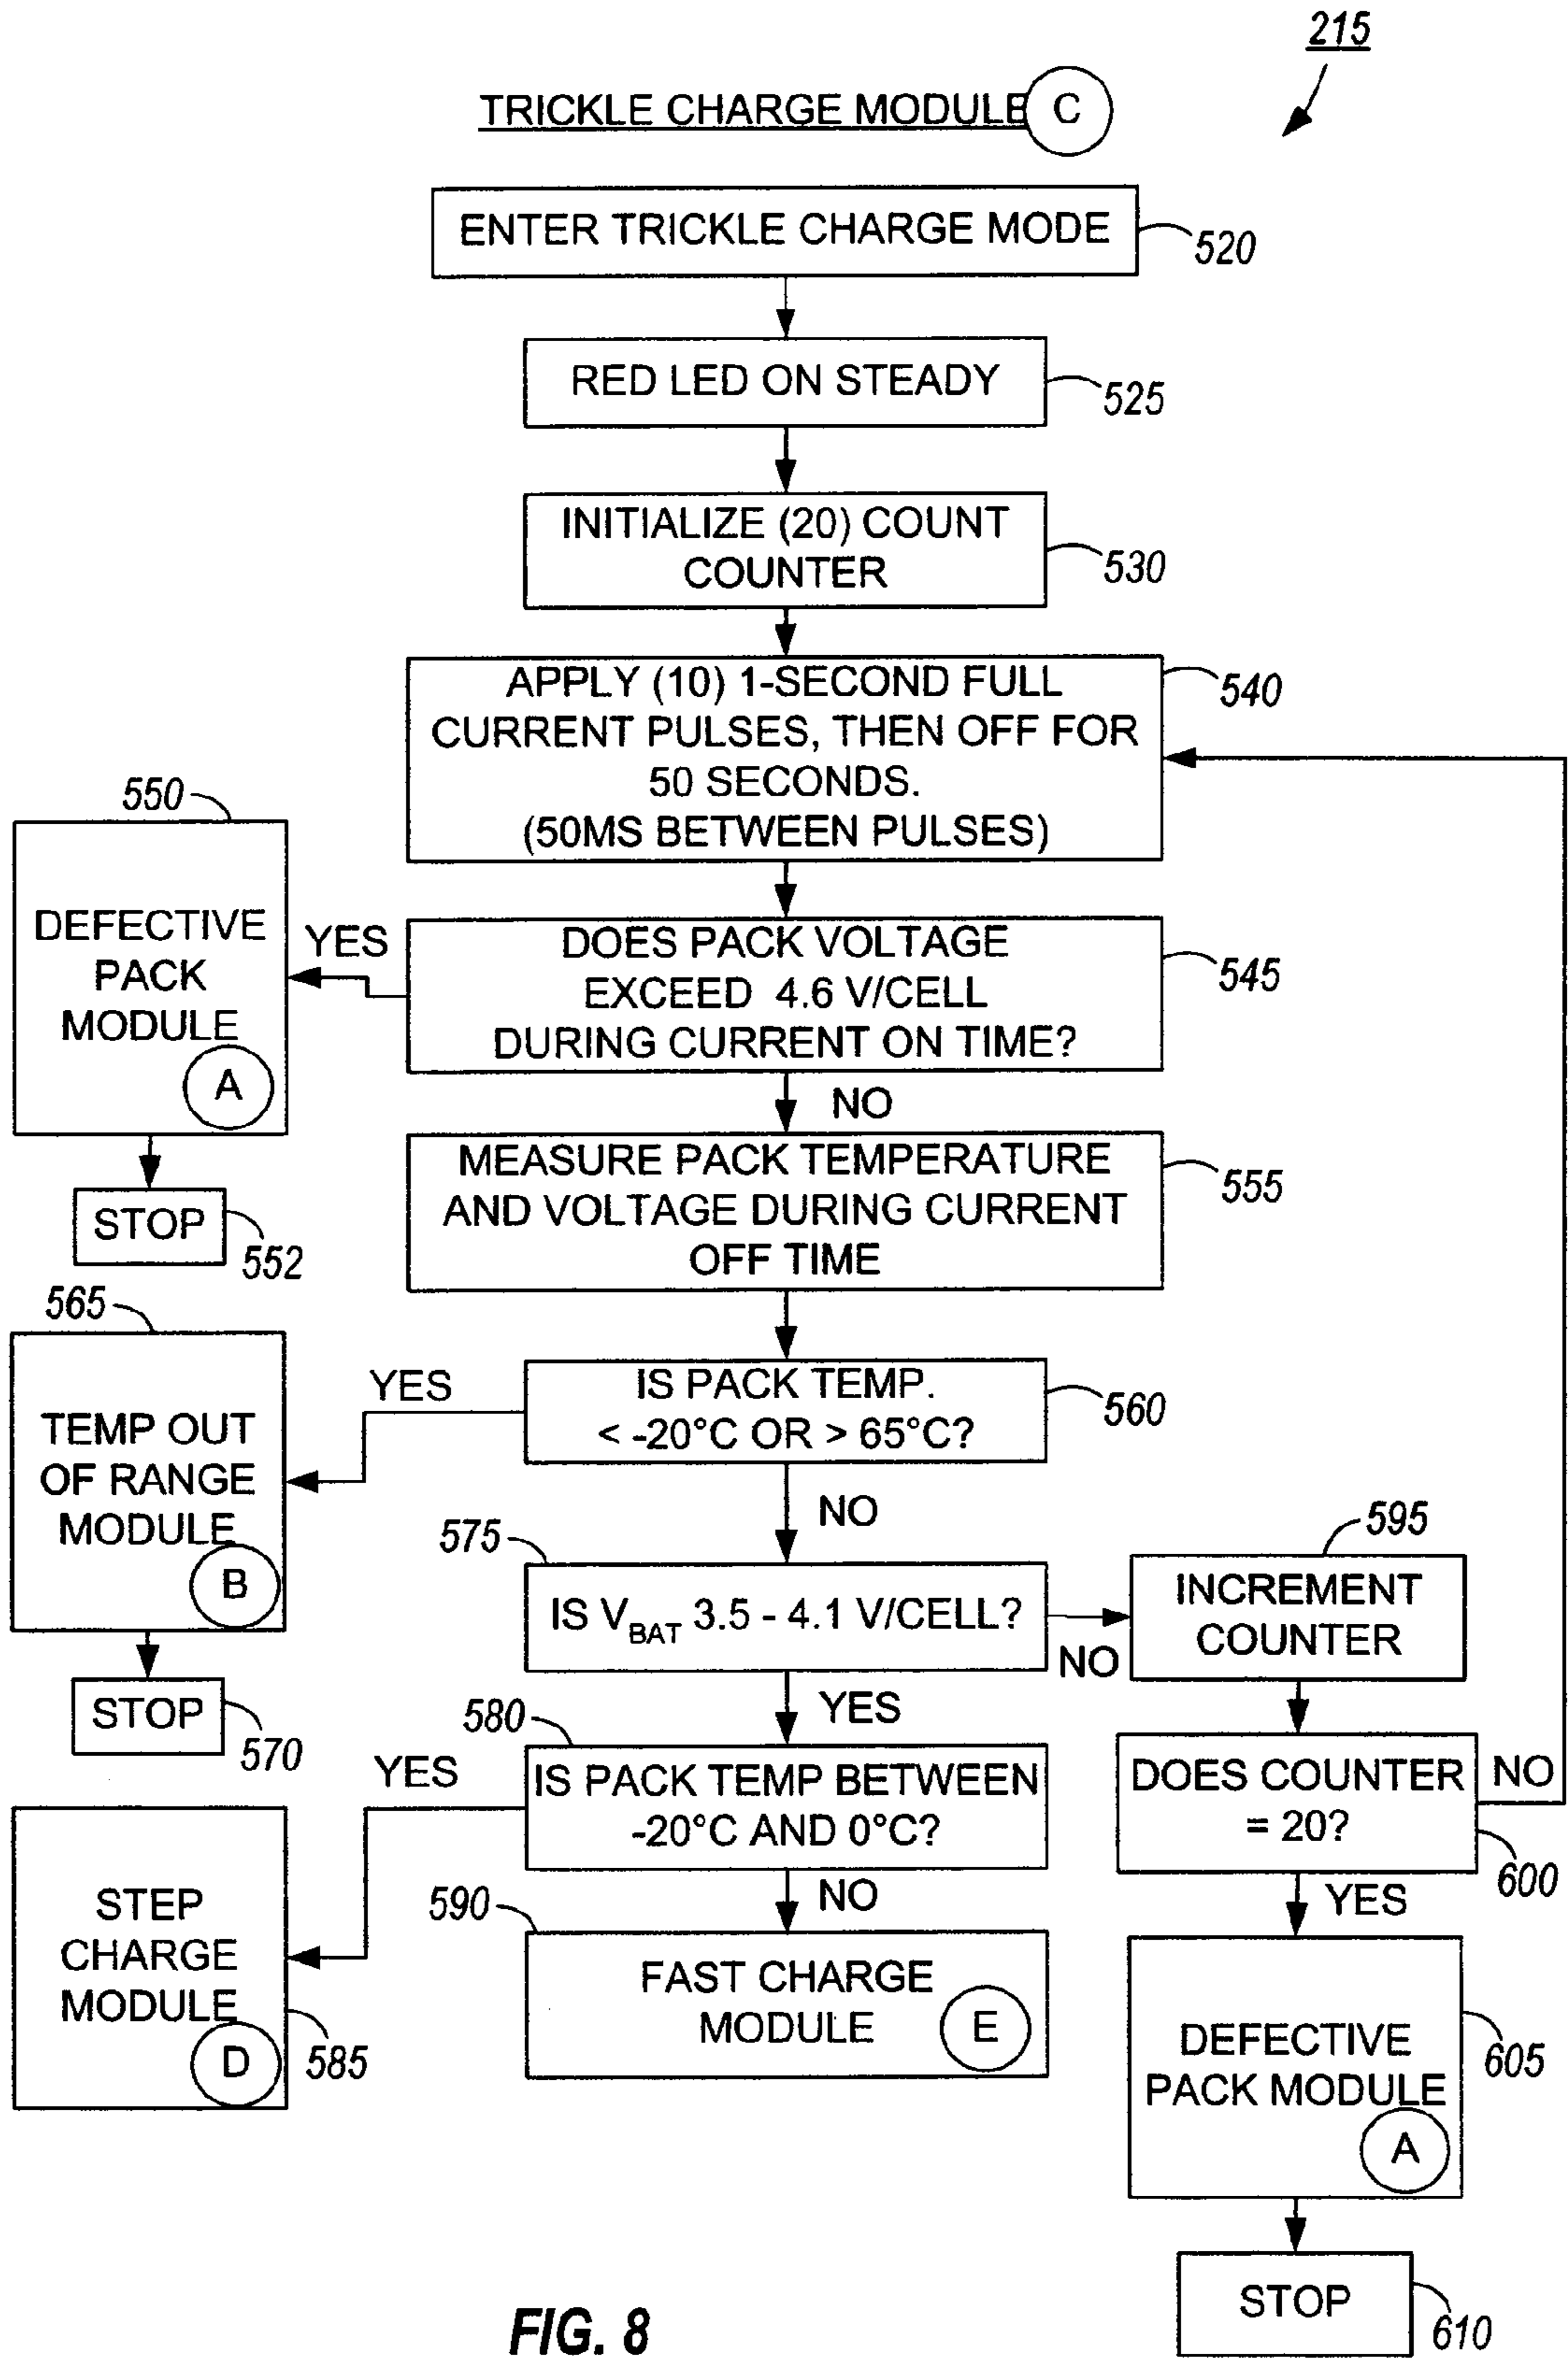 215
TRICKLE CHARGE MODULE C
ENTER TRICKLE CHARGE MODE
520
RED LED ON STEADY
525
INITIALIZE (20) COUNT
COUNTER
530
APPLY (10) 1-SECOND FULL
CURRENT PULSES, THEN OFF FOR
50 SECONDS.
(50MS BETWEEN PULSES)
540
550
DEFECTIVE
PACK
MODULE
A
YES
DOES PACK VOLTAGE
EXCEED 4.6 V/CELL
DURING CURRENT ON TIME?
545
NO
STOP
552
MEASURE PACK TEMPERATURE
AND VOLTAGE DURING CURRENT
OFF TIME
555
565
TEMP OUT
OF RANGE
MODULE
B
YES
IS PACK TEMP.
< -20°C OR > 65°C?
560
NO
STOP
570
575
IS VBAT 3.5 - 4.1 V/CELL?
NO
595
INCREMENT
COUNTER
YES
580
IS PACK TEMP BETWEEN
-20°C AND 0°C?
YES
DOES COUNTER
= 20?
NO
600
STEP
CHARGE
MODULE
D
585
NO
590
FAST CHARGE
MODULE
E
YES
DEFECTIVE
PACK MODULE
A
605
STOP
610
FIG. 8